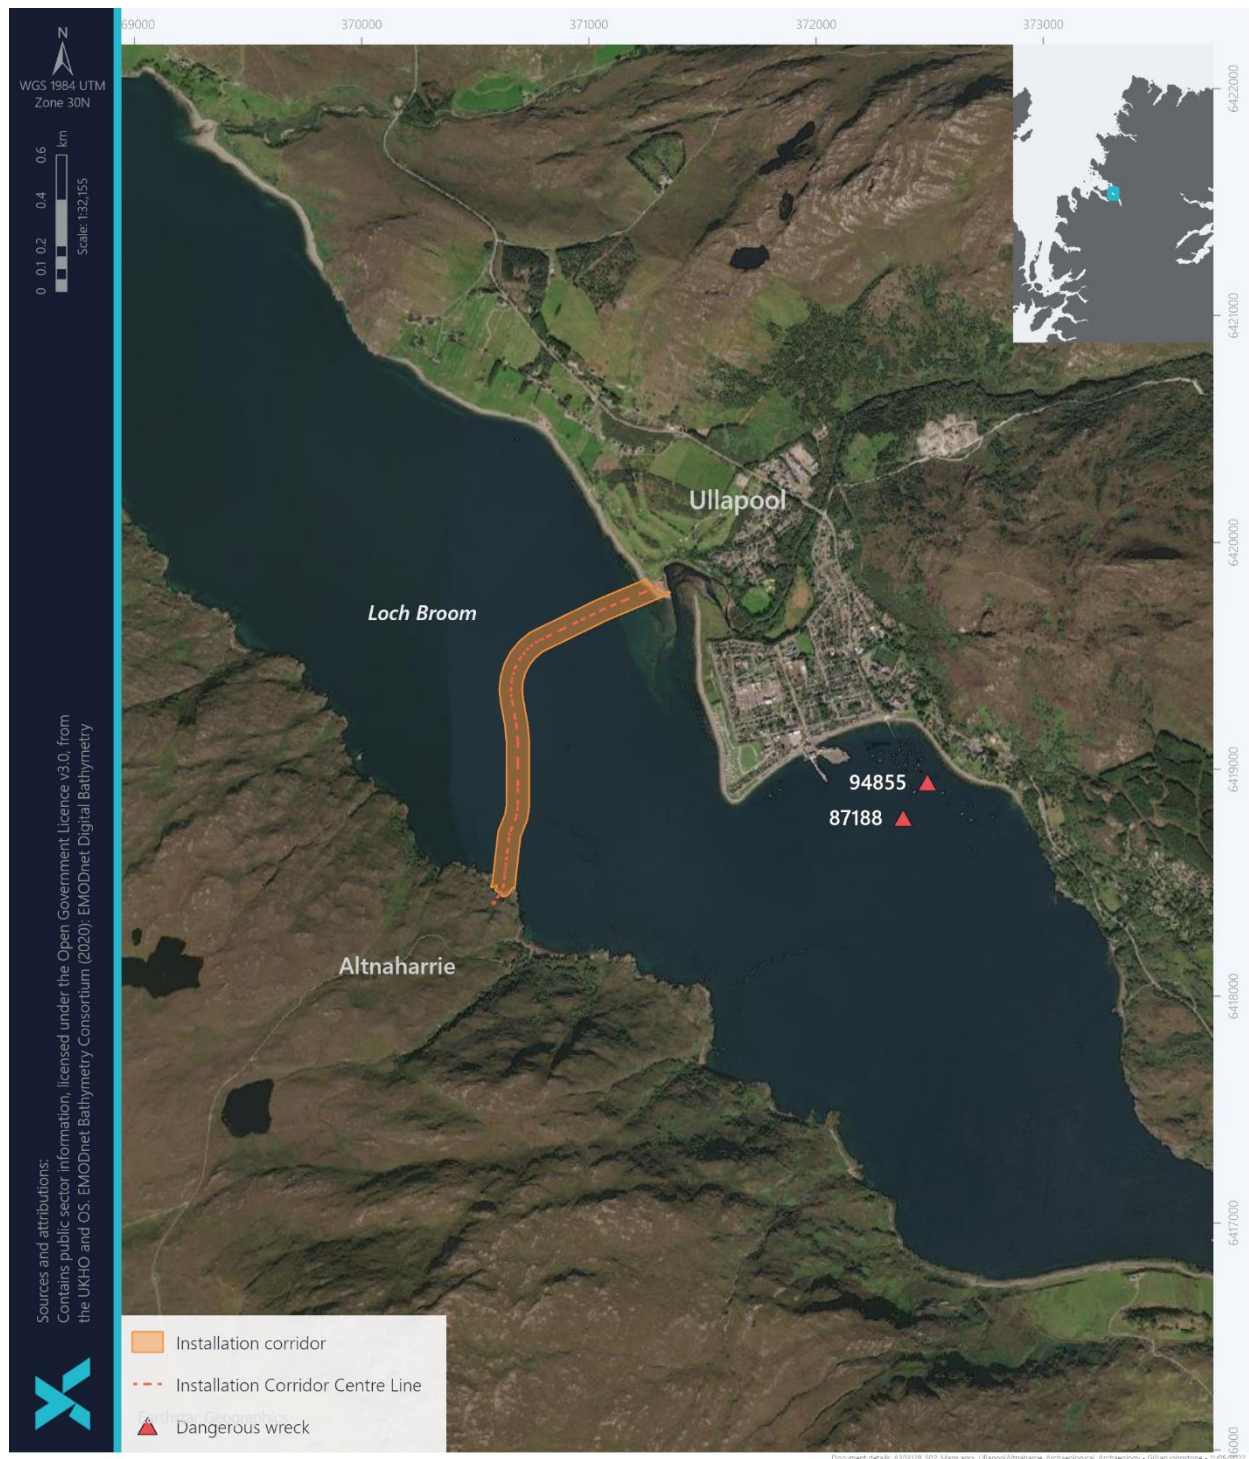 69000
370000
371000
372000
373000
N
WGS 1984 UTM
Zone 30N
0 0.1 0.2 0.4 0.6
km
Scale: 1:32,155
6422000
6421000
6420000
6419000
6418000
6417000
Ullapool
Loch Broom
94855
87188
Altnaharrie
Sources and attributions:
Contains public sector information, licensed under the Open Government Licence v3.0, from
the UKHO and OS. EMODnet Bathymetry Consortium (2020): EMODnet Digital Bathymetry
Installation corridor
Installation Corridor Centre Line
Earthstar Geographics
Dangerous wreck